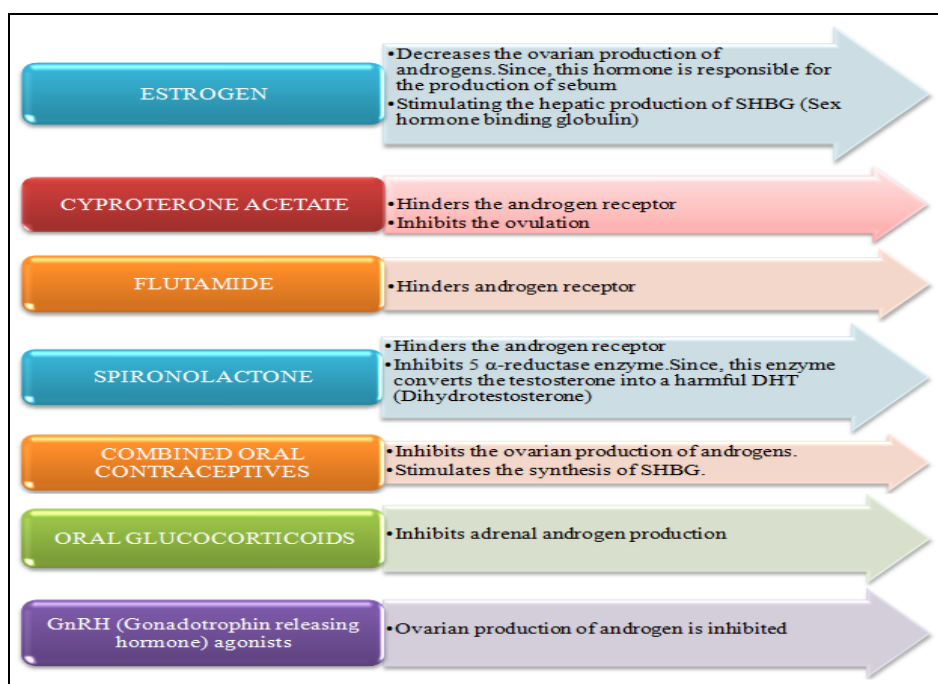 ESTROGEN
•Decreases the ovarian production of
androgens.Since, this hormone is responsible for
the production of sebum
•Stimulating the hepatic production of SHBG (Sex
hormone binding globulin)
CYPROTERONE ACETATE
•Hinders the androgen receptor
•Inhibits the ovulation
FLUTAMIDE
•Hinders androgen receptor
SPIRONOLACTONE
•Hinders the androgen receptor
•Inhibits 5 α-reductase enzyme.Since, this enzyme
converts the testosterone into a harmful DHT
(Dihydrotestosterone)
COMBINED ORAL
CONTRACEPTIVES
•Inhibits the ovarian production of androgens.
•Stimulates the synthesis of SHBG.
ORAL GLUCOCORTICOIDS
•Inhibits adrenal androgen production
GnRH (Gonadotrophin releasing
hormone) agonists
•Ovarian production of androgen is inhibited